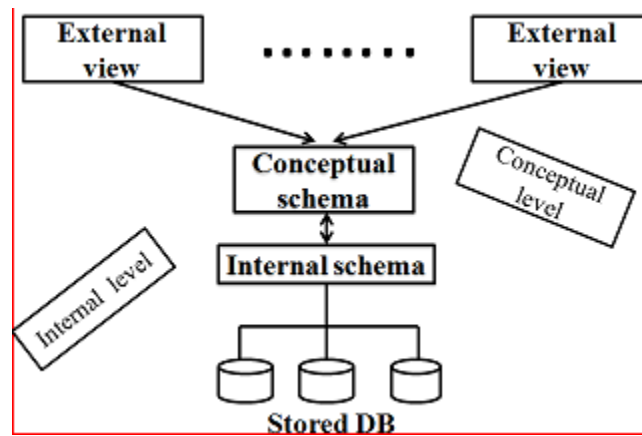 External
view
External
view
Conceptual
schema
Conceptual
level
Internal schema
Internal level
Stored DB